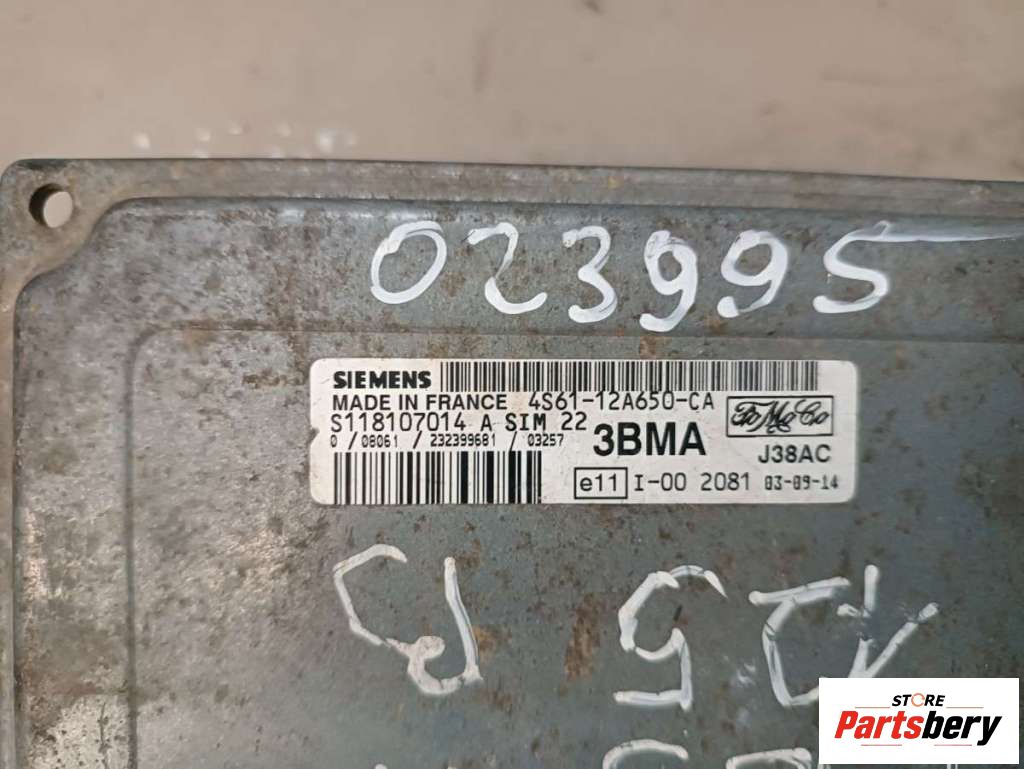 023995
SIEMENS
MADE IN FRANCE 4S61-12A650-CA
S118107014 A SIM 22
0 / 08061 / 232399681 / 03257
3BMA
FoMoCo
J38AC
e11 I-00 2081 03-09-14
STORE
Partsbery